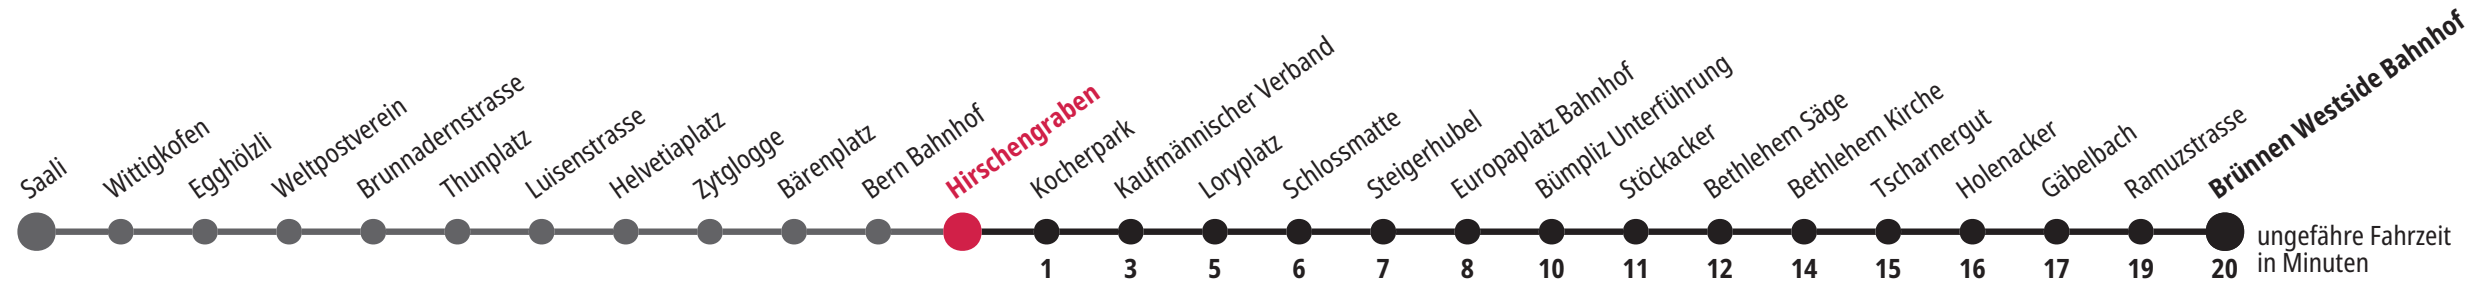 Saali
Wittigkofen
Egghölzli
Weltpostverein
Brunnadernstrasse
Thunplatz
Luisenstrasse
Helvetiaplatz
Zytglogge
Bärenplatz
Bern Bahnhof
Hirschengraben
Kocherpark
Kaufmännischer Verband
Loryplatz
Schlossmatte
Steigerhubel
Europaplatz Bahnhof
Bümpliz Unterführung
Stöckacker
Bethlehem Säge
Bethlehem Kirche
Tscharnergut
Holenacker
Gäbelbach
Ramuzstrasse
Brünnen Westside Bahnhof
1 3 5 6 7 8 10 11 12 14 15 16 17 19 20
ungefähre Fahrzeit
in Minuten